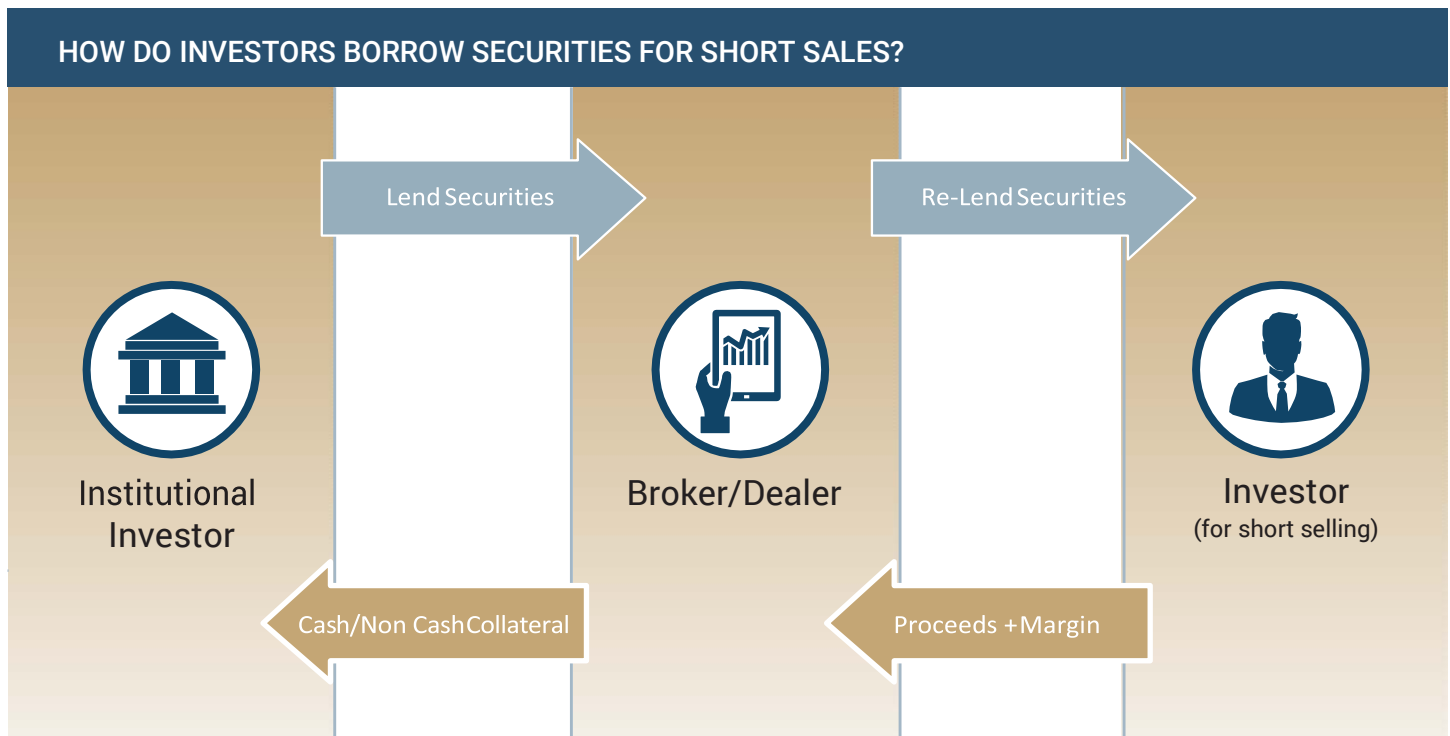 HOW DO INVESTORS BORROW SECURITIES FOR SHORT SALES?
Lend Securities
Re-Lend Securities
Institutional
Investor
Broker/Dealer
Investor
(for short selling)
Cash/Non Cash Collateral
Proceeds + Margin